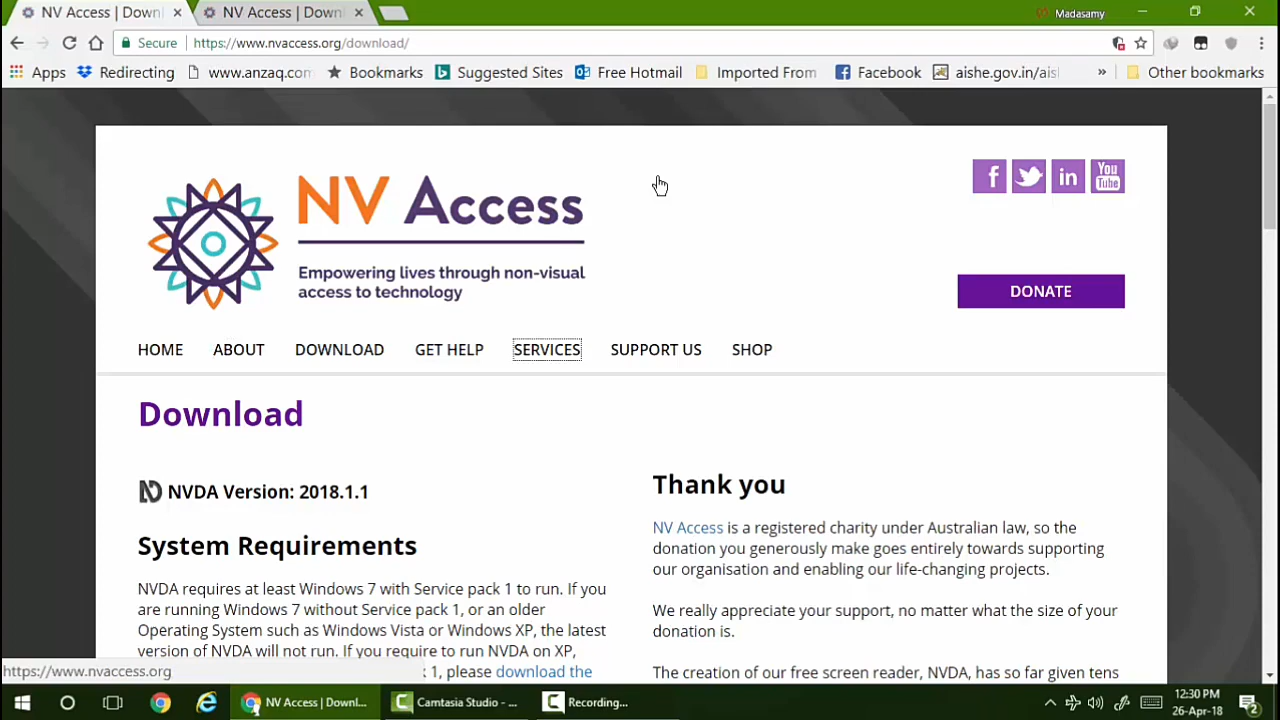 NV Access | Downl
NV Access | Downl
Madasamy
Secure
https://www.nvaccess.org/download/
Apps
Redirecting
www.anzaq.con
Bookmarks
Suggested Sites
Free Hotmail
Imported From
Facebook
aishe.gov.in/aish
»
Other bookmarks
NV Access
Empowering lives through non-visual
access to technology
f
in
You
Tube
DONATE
HOME
ABOUT
DOWNLOAD
GET HELP
SERVICES
SUPPORT US
SHOP
Download
NVDA Version: 2018.1.1
System Requirements
NVDA requires at least Windows 7 with Service pack 1 to run. If you
are running Windows 7 without Service pack 1, or an older
Operating System such as Windows Vista or Windows XP, the latest
version of NVDA will not run. If you require to run NVDA on XP,
k 1, please download the
Thank you
NV Access is a registered charity under Australian law, so the
donation you generously make goes entirely towards supporting
our organisation and enabling our life-changing projects.
We really appreciate your support, no matter what the size of your
donation is.
The creation of our free screen reader, NVDA, has so far given tens
https://www.nvaccess.org
NV Access | Downl...
Camtasia Studio - ...
Recording...
12:30 PM
26-Apr-18
2